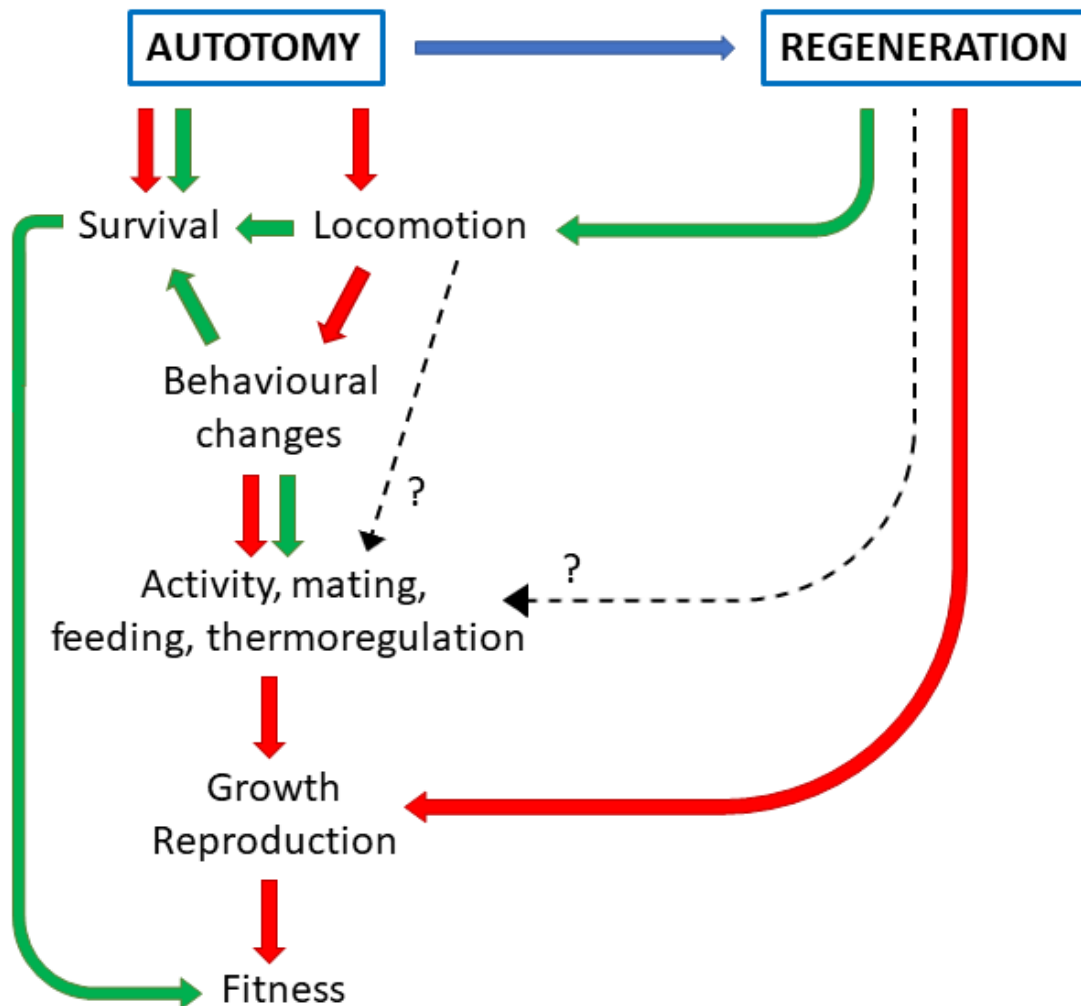 AUTOTOMY
REGENERATION
Survival
Locomotion
Behavioural
changes
?
?
Activity, mating,
feeding, thermoregulation
Growth
Reproduction
Fitness